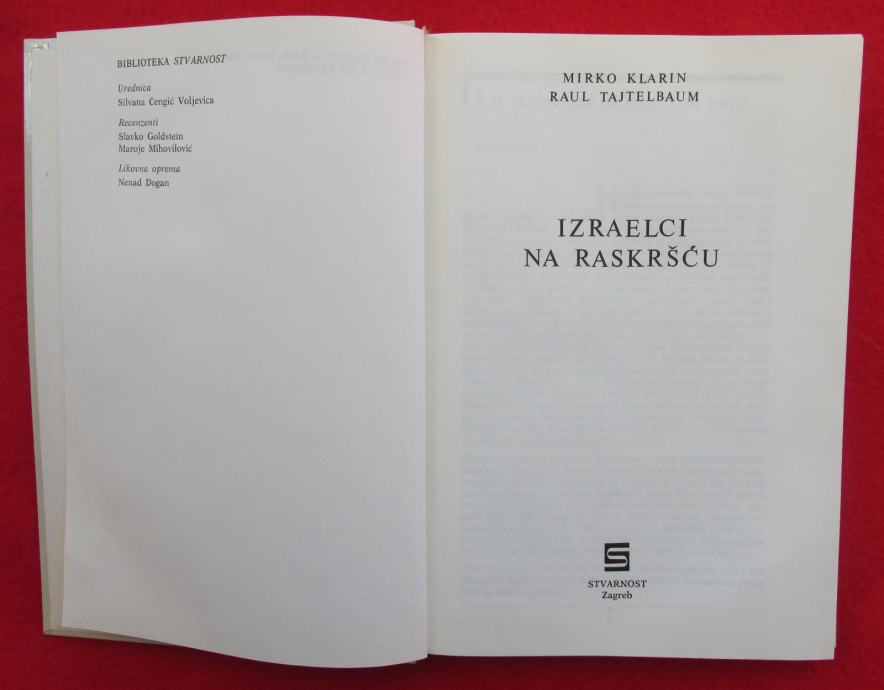 BIBLIOTEKA STVARNOST
Urednica
Silvana Čengić Voljevica
Recenzenti
Slavko Goldstein
Maroje Mihovilović
Likovna oprema
Nenad Dogan
MIRKO KLARIN
RAUL TAJTELBAUM
IZRAELCI
NA RASKRŠĆU
STVARNOST
Zagreb